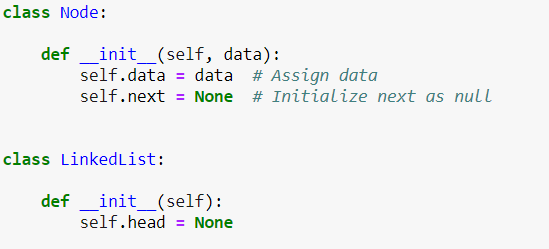 class Node:
    def __init__(self, data):
        self.data = data  # Assign data
        self.next = None  # Initialize next as null
class LinkedList:
    def __init__(self):
        self.head = None